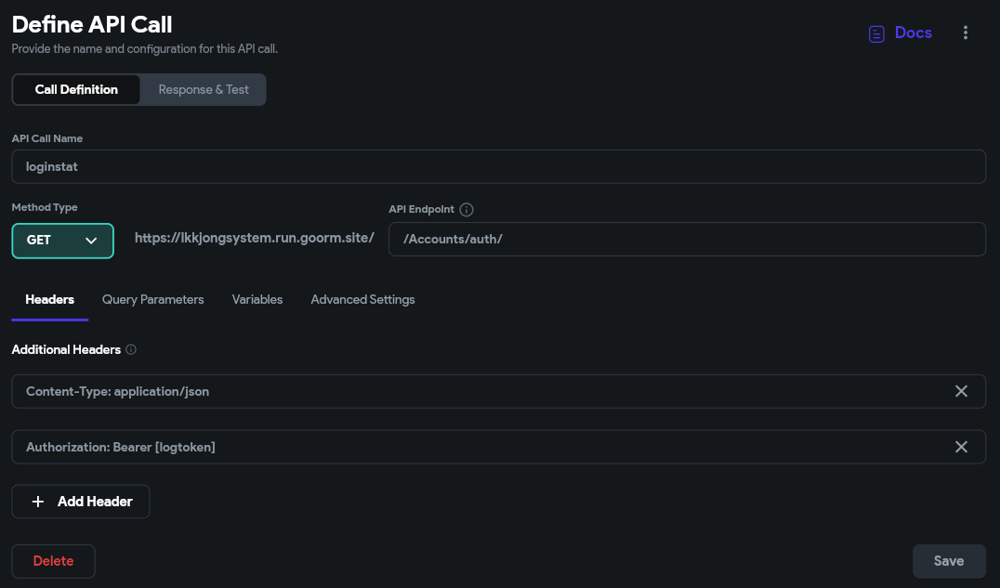 Define API Call
Docs
Provide the name and configuration for this API call.
Call Definition
Response & Test
API Call Name
loginstat
Method Type
API Endpoint
GET
https://lkkjongsystem.run.goorm.site/
/Accounts/auth/
Headers
Query Parameters
Variables
Advanced Settings
Additional Headers
Content-Type: application/json
Authorization: Bearer [logtoken]
Add Header
Delete
Save